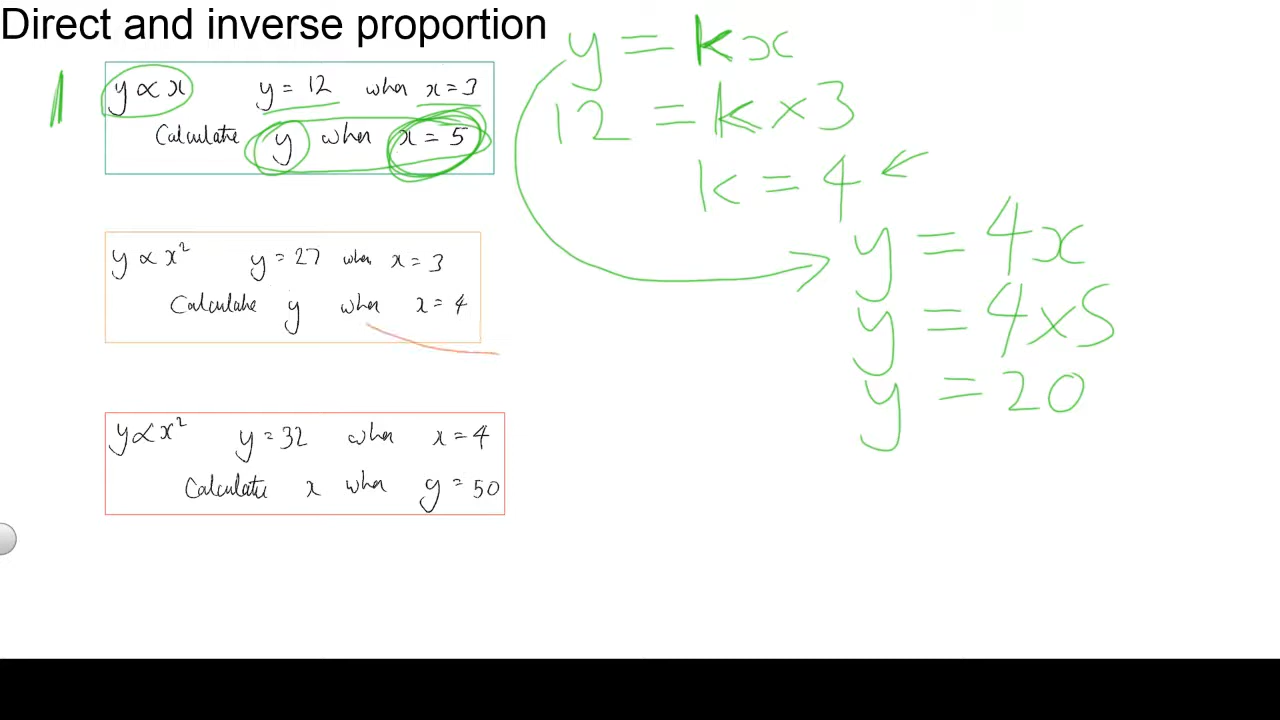 Direct and inverse proportion
1
y ∝ x y = 12 when x = 3
Calculate y when x = 5
y ∝ x² y = 27 when x = 3
Calculate y when x = 4
y ∝ x² y = 32 when x = 4
Calculate x when y = 50
y = kx
12 = k × 3
k = 4
y = 4x
y = 4×5
y = 20